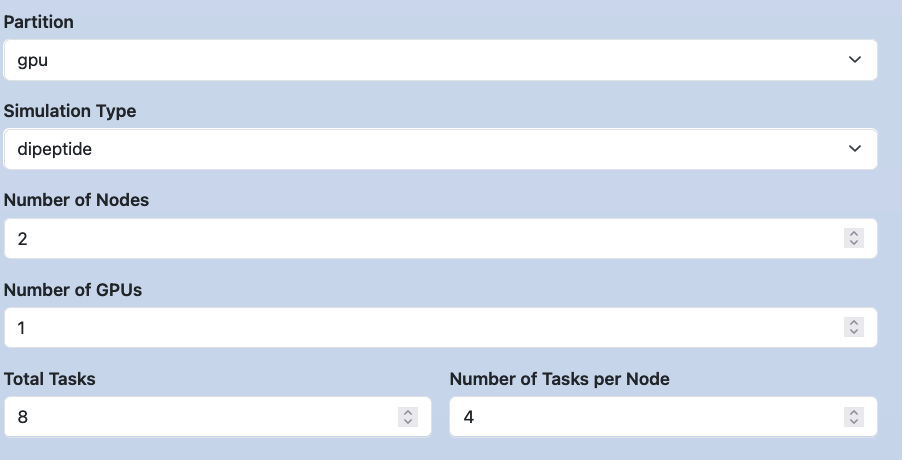 Partition
gpu
Simulation Type
dipeptide
Number of Nodes
2
Number of GPUs
1
Total Tasks
8
Number of Tasks per Node
4